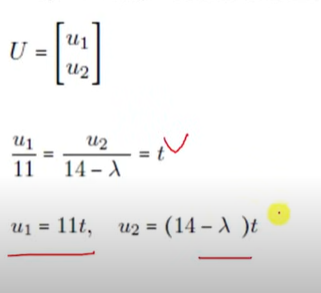 U = [u1
u2]
u1/11 = u2/(14 − λ) = t
u1 = 11t, u2 = (14 − λ )t